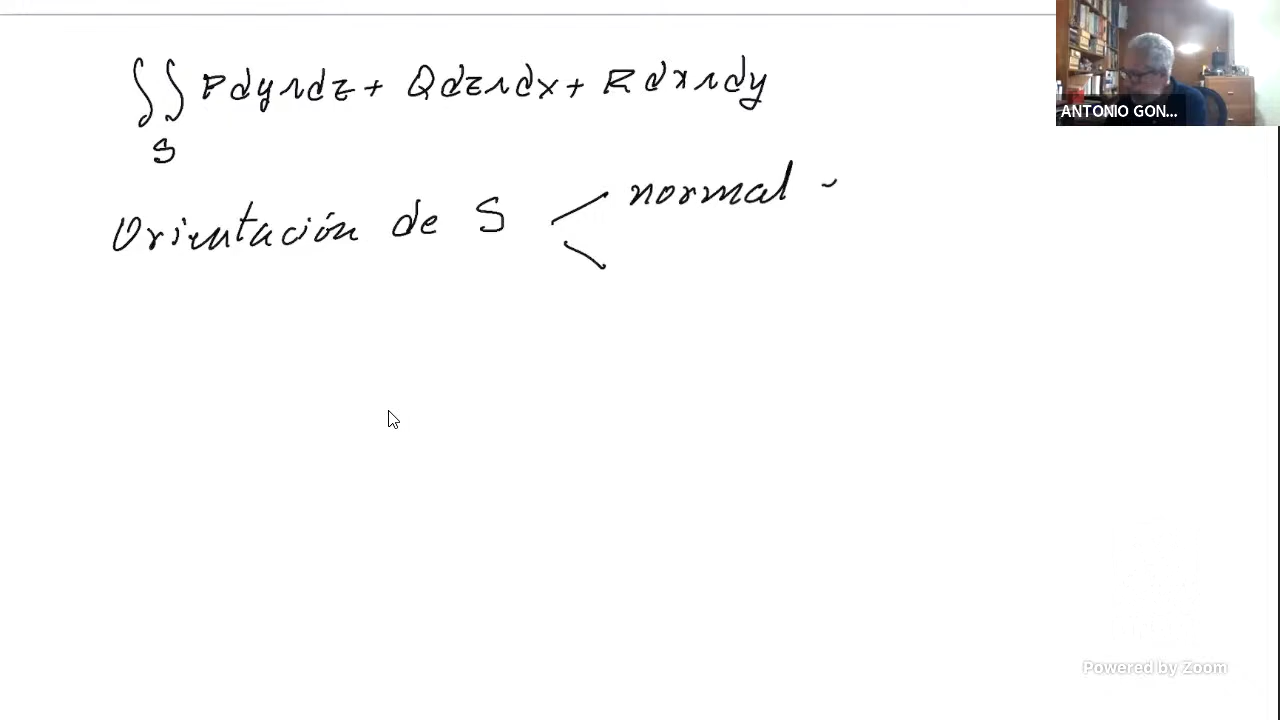 ∬ P dy∧dz + Q dz∧dx + R dx∧dy
S
Orientación de S < normal
ANTONIO GON...
Powered by Zoom